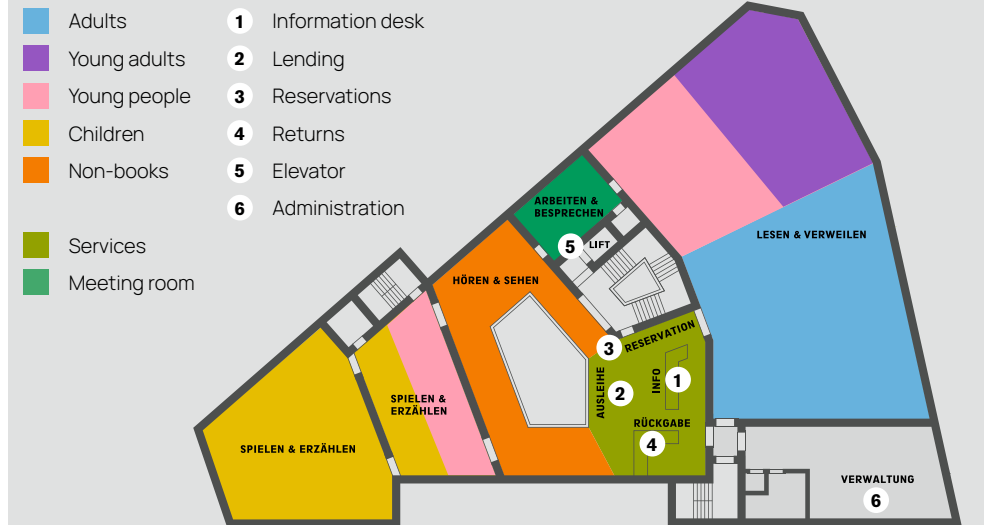 Adults
Young adults
Young people
Children
Non-books
Services
Meeting room
1 Information desk
2 Lending
3 Reservations
4 Returns
5 Elevator
6 Administration
ARBEITEN &
BESPRECHEN
5 LIFT
LESEN & VERWEILEN
HÖREN & SEHEN
3 RESERVATION
AUSLEIHE
2
INFO
1
RÜCKGABE
4
SPIELEN &
ERZÄHLEN
SPIELEN & ERZÄHLEN
VERWALTUNG
6